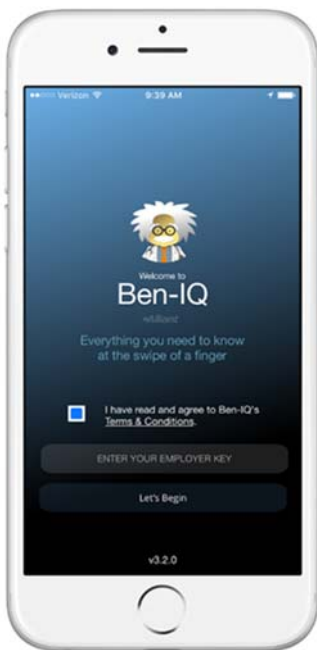 Verizon
9:39 AM
Welcome to
Ben-IQ
Everything you need to know
at the swipe of a finger
I have read and agree to Ben-IQ's
Terms & Conditions.
ENTER YOUR EMPLOYER KEY
Let's Begin
v3.2.0